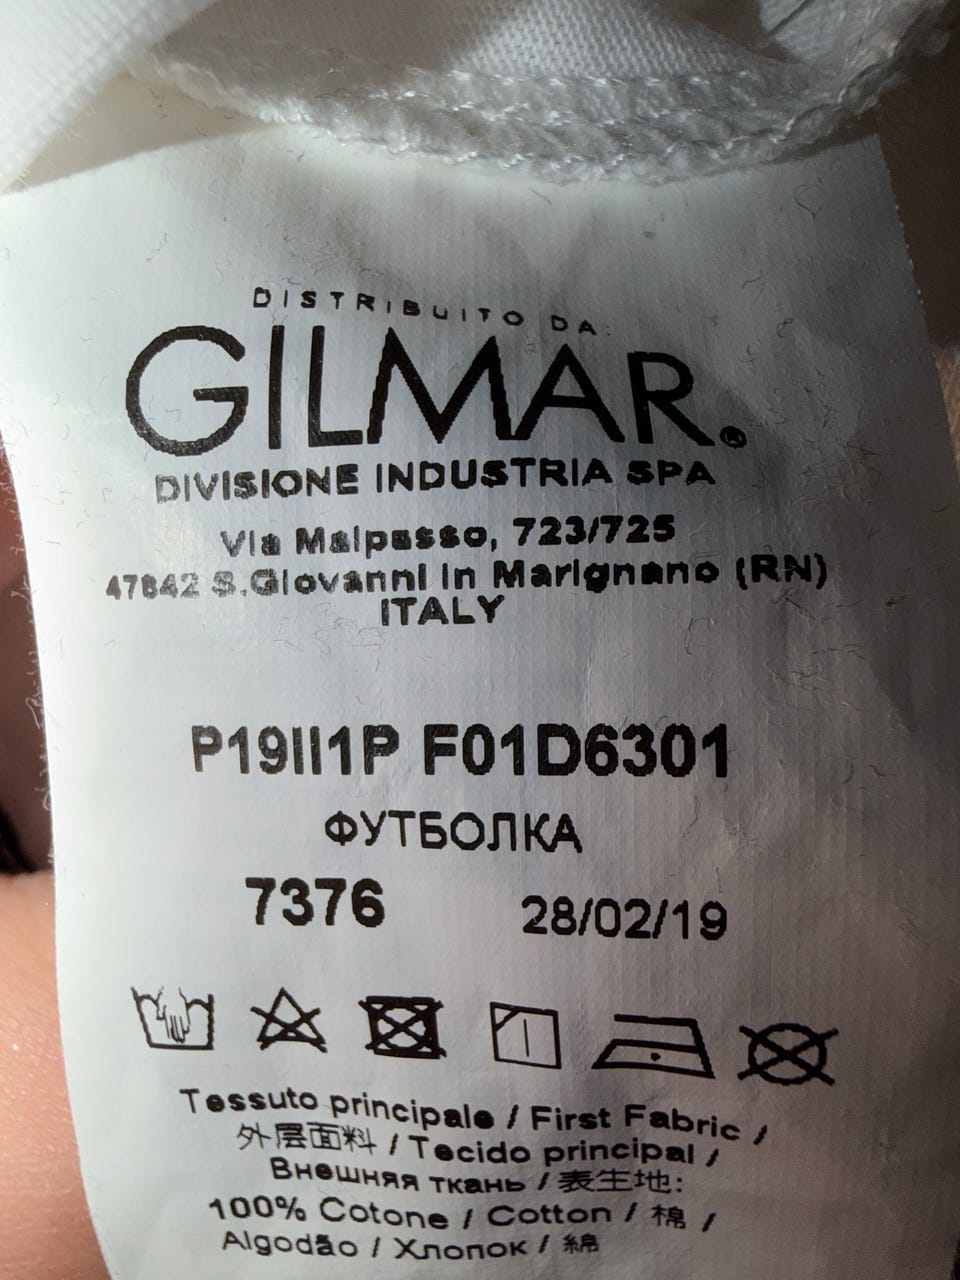 DISTRIBUITO DA:
GILMAR®
DIVISIONE INDUSTRIA SPA
Via Malpasso, 723/725
47842 S.Giovanni in Marignano (RN)
ITALY
P19II1P F01D6301
ФУТБОЛКА
7376 28/02/19
Tessuto principale / First Fabric /
外层面料 / Tecido principal /
Внешняя ткань / 表生地:
100% Cotone / Cotton / 棉 /
Algodão / Хлопок / 綿